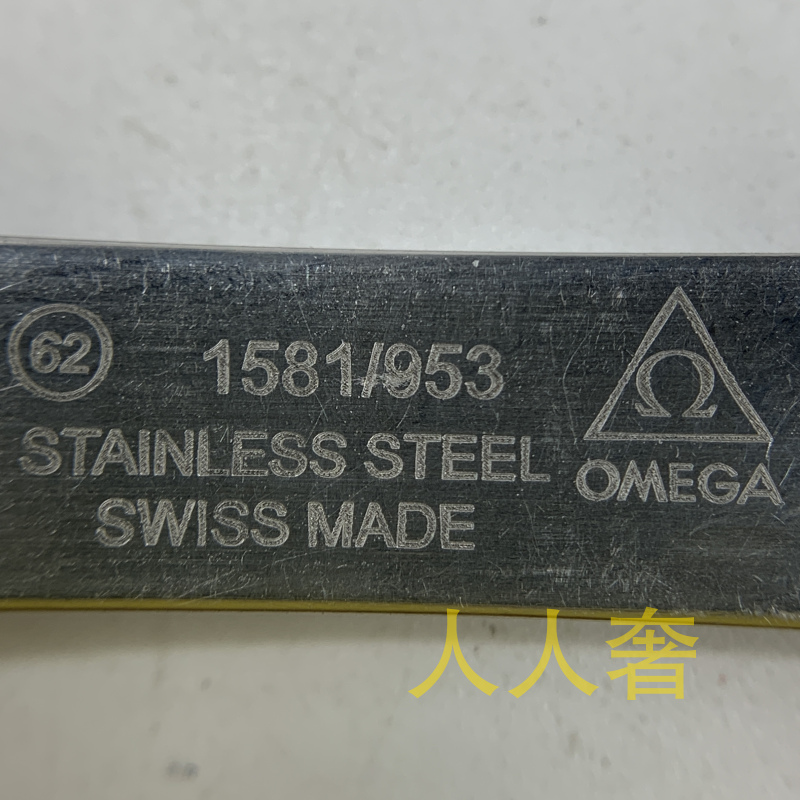 62
1581/953
STAINLESS STEEL
SWISS MADE
Ω
OMEGA
人人奢